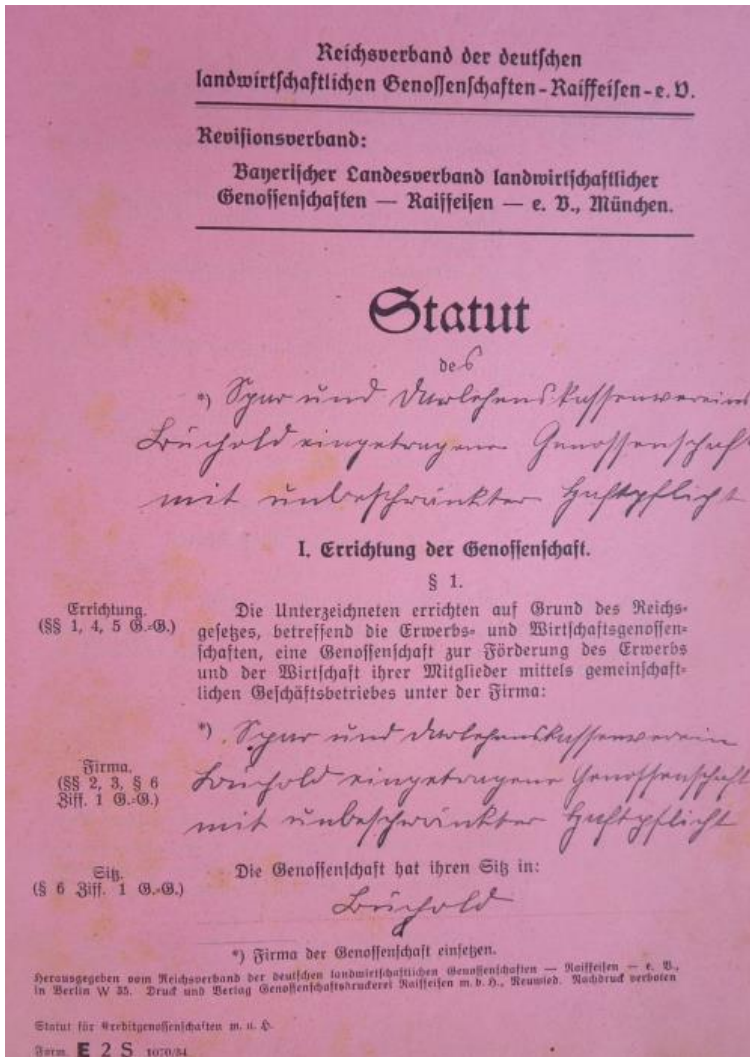 Reichsverband der deutschen
landwirtschaftlichen Genossenschaften-Raiffeisen-e. V.
Revisionsverband:
Bayerischer Landesverband landwirtschaftlicher
Genossenschaften — Raiffeisen — e. V., München.
Statut
des
*) Spar und Darlehenskassenvereins
Büchold eingetragene Genossenschaft
mit unbeschränkter Haftpflicht
I. Errichtung der Genossenschaft.
§ 1.
Errichtung.
(§§ 1, 4, 5 G.-G.)
Die Unterzeichneten errichten auf Grund des Reichs-
gesetzes, betreffend die Erwerbs- und Wirtschaftsgenossen-
schaften, eine Genossenschaft zur Förderung des Erwerbs
und der Wirtschaft ihrer Mitglieder mittels gemeinschaft-
lichen Geschäftsbetriebes unter der Firma:
*) Spar und Darlehenskassenverein
Firma.
(§§ 2, 3, § 6
Ziff. 1 G.-G.)
Büchold eingetragene Genossenschaft
mit unbeschränkter Haftpflicht
Sitz.
(§ 6 Ziff. 1 G.-G.)
Die Genossenschaft hat ihren Sitz in:
Büchold
*) Firma der Genossenschaft einsetzen.
Herausgegeben vom Reichsverband der deutschen landwirtschaftlichen Genossenschaften — Raiffeisen — e. V.,
in Berlin W 35. Druck und Verlag Genossenschaftsdruckerei Raiffeisen m. b. H., Neuwied. Nachdruck verboten
Statut für Kreditgenossenschaften m. u. H.
Form. E 2 S 1070/34